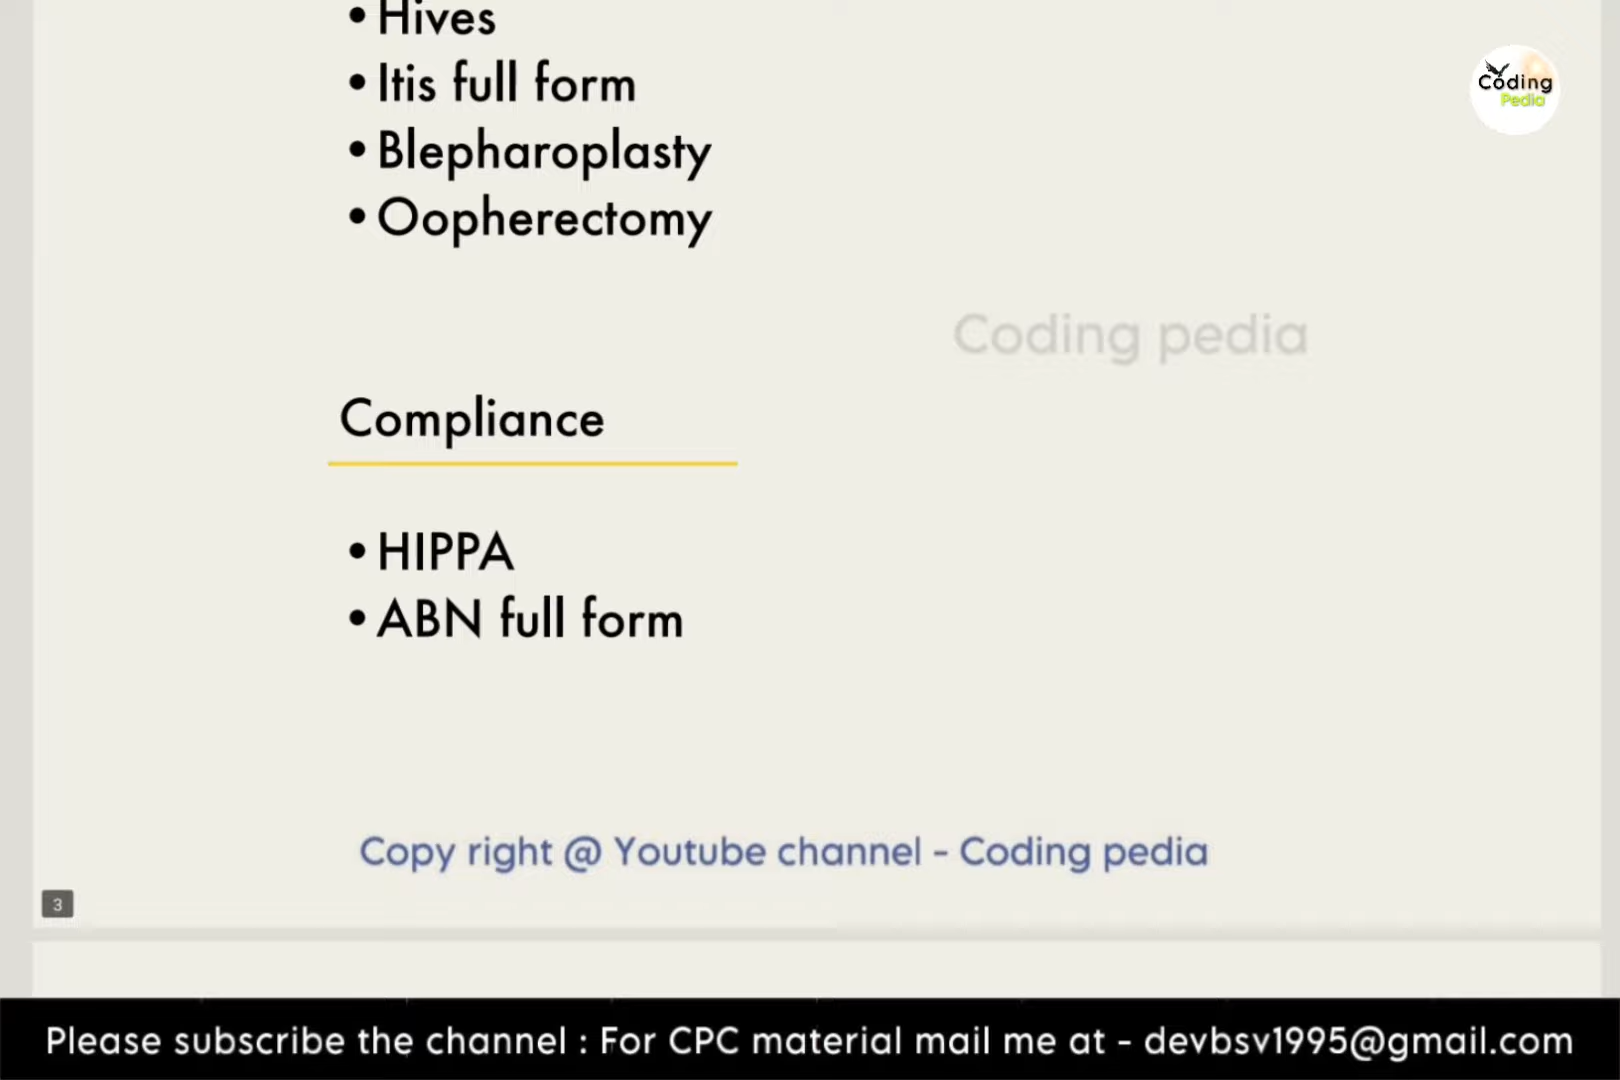 • Hives
• Itis full form
• Blepharoplasty
• Oopherectomy
Coding
Pedia
Coding pedia
Compliance
• HIPPA
• ABN full form
Copy right @ Youtube channel - Coding pedia
3
Please subscribe the channel : For CPC material mail me at - devbsv1995@gmail.com